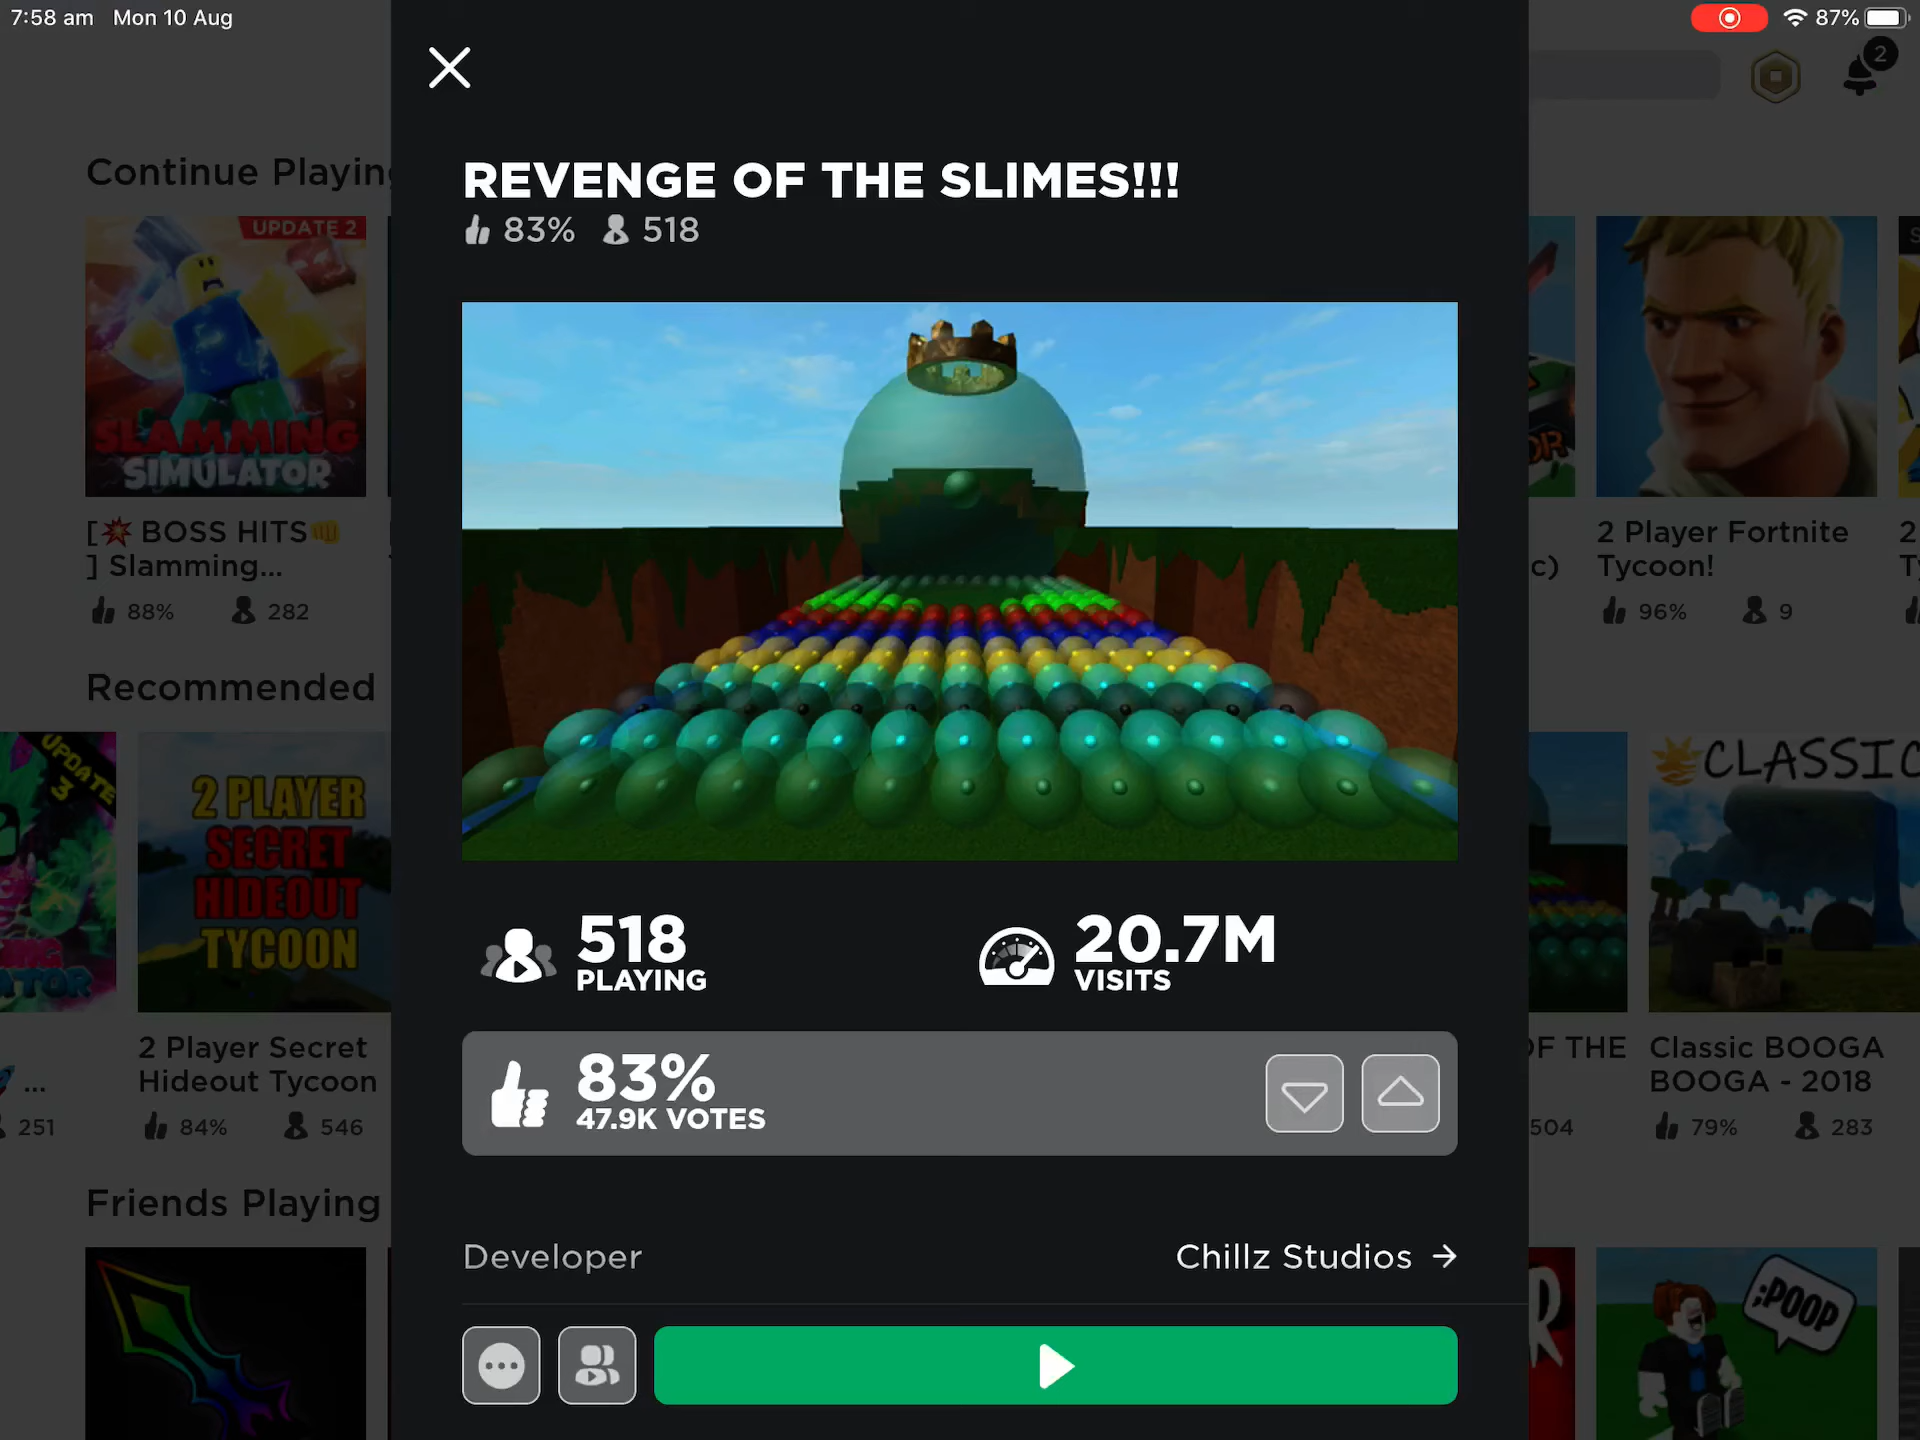 7:58 am Mon 10 Aug
87%
2
Continue Playing
UPDATE 2
SLAMMING
SIMULATOR
[💥 BOSS HITS👊
] Slamming...
88% 282
Recommended
UPDATE
3
2 PLAYER
SECRET
HIDEOUT
TYCOON
...
251
2 Player Secret
Hideout Tycoon
84% 546
Friends Playing
REVENGE OF THE SLIMES!!!
83% 518
518
PLAYING
20.7M
VISITS
83%
47.9K VOTES
Developer
Chillz Studios →
c)
2 Player Fortnite
Tycoon!
96% 9
OF THE
504
CLASSIC
Classic BOOGA
BOOGA - 2018
79% 283
;POOP